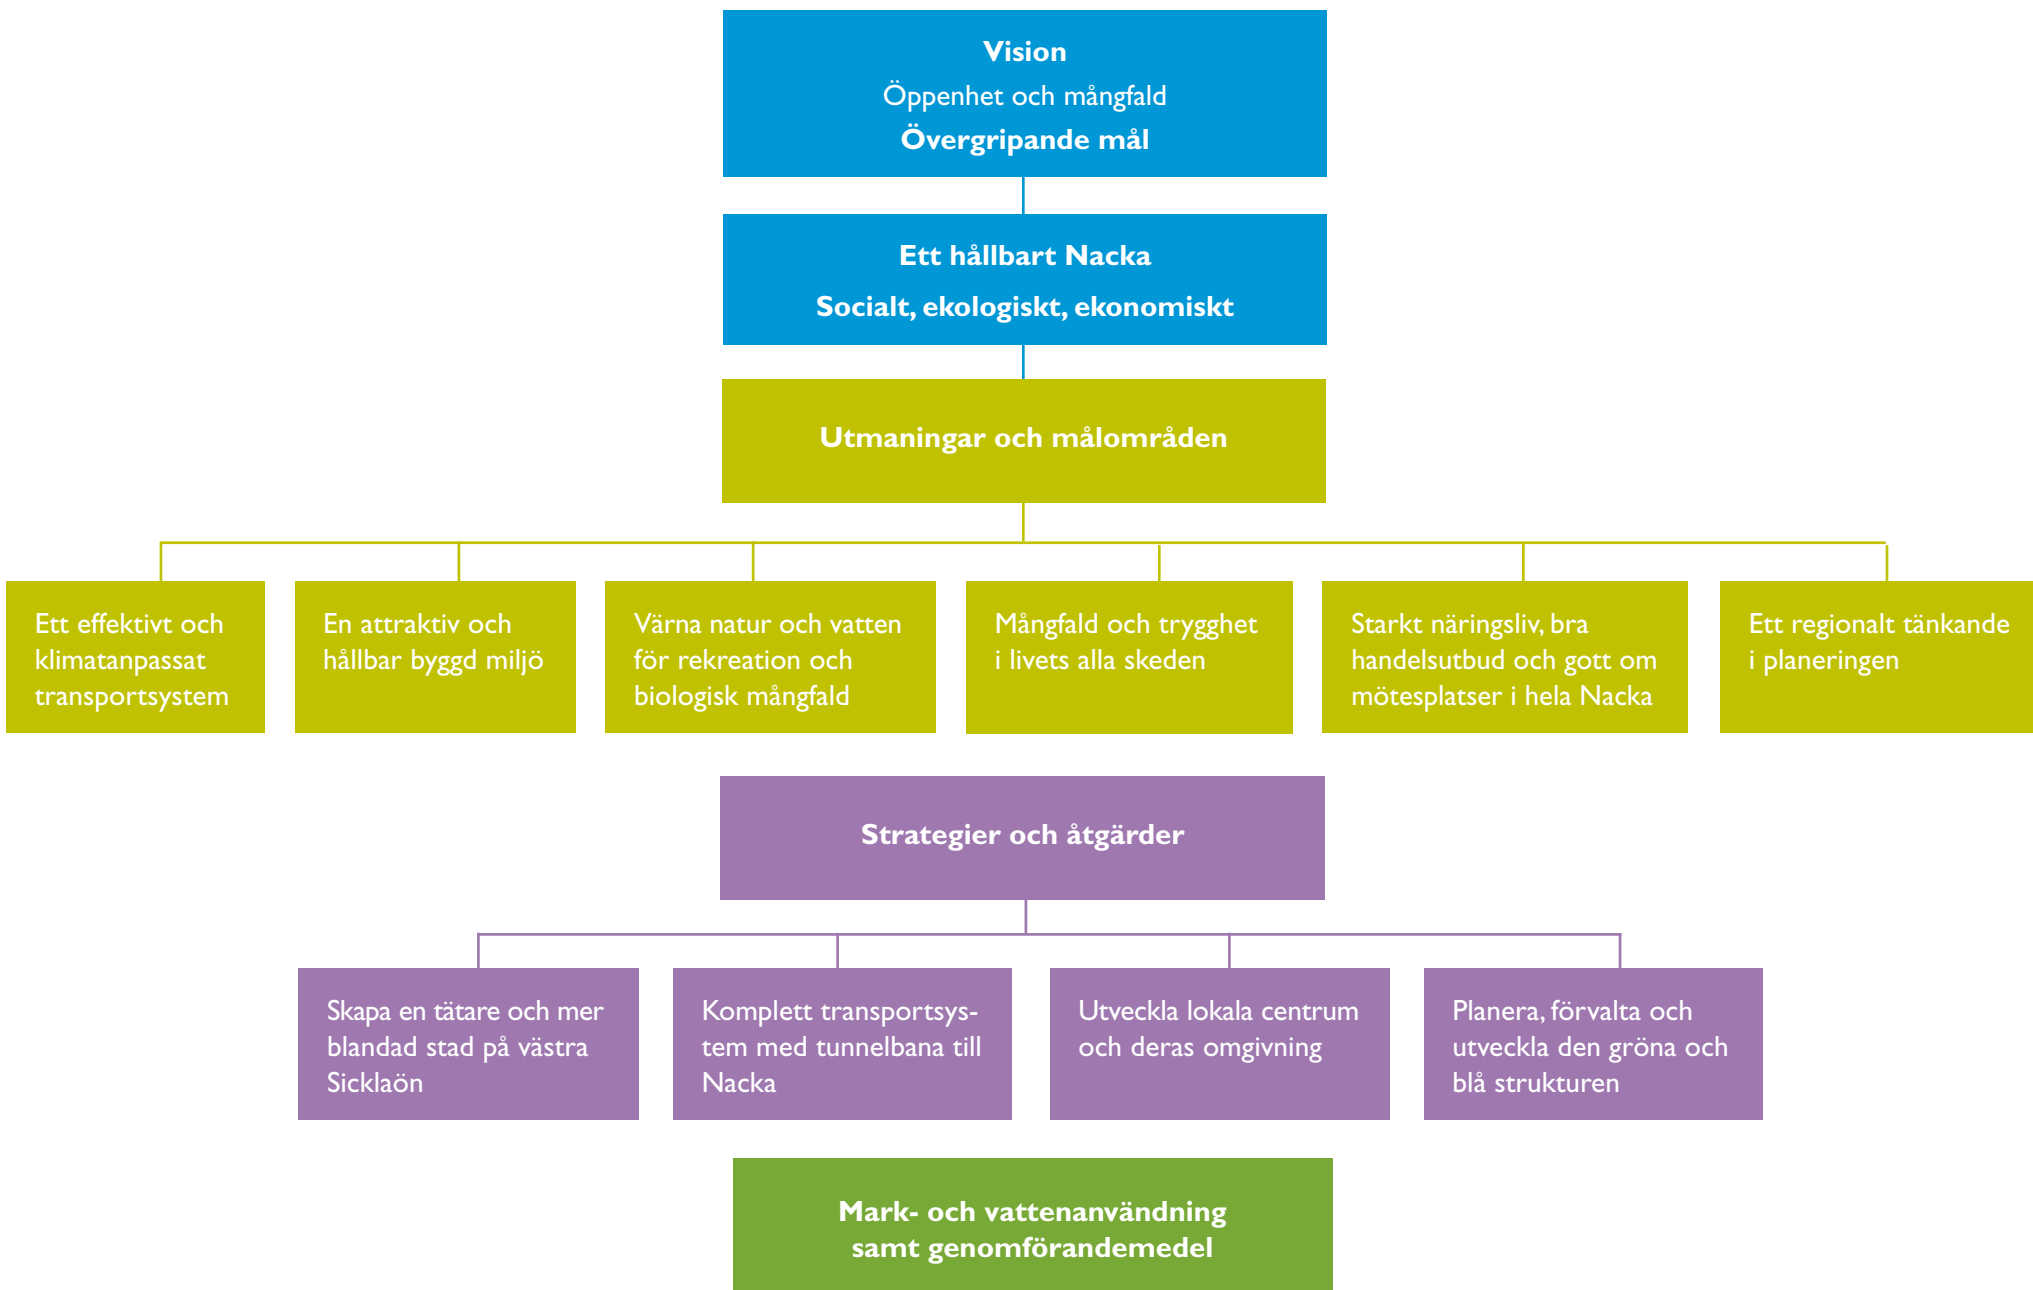 Vision
Öppenhet och mångfald
Övergripande mål
Ett hållbart Nacka
Socialt, ekologiskt, ekonomiskt
Utmaningar och målområden
Ett effektivt och
klimatanpassat
transportsystem
En attraktiv och
hållbar byggd miljö
Värna natur och vatten
för rekreation och
biologisk mångfald
Mångfald och trygghet
i livets alla skeden
Starkt näringsliv, bra
handelsutbud och gott om
mötesplatser i hela Nacka
Ett regionalt tänkande
i planeringen
Strategier och åtgärder
Skapa en tätare och mer
blandad stad på västra
Sicklaön
Komplett transportsys-
tem med tunnelbana till
Nacka
Utveckla lokala centrum
och deras omgivning
Planera, förvalta och
utveckla den gröna och
blå strukturen
Mark- och vattenanvändning
samt genomförandemedel